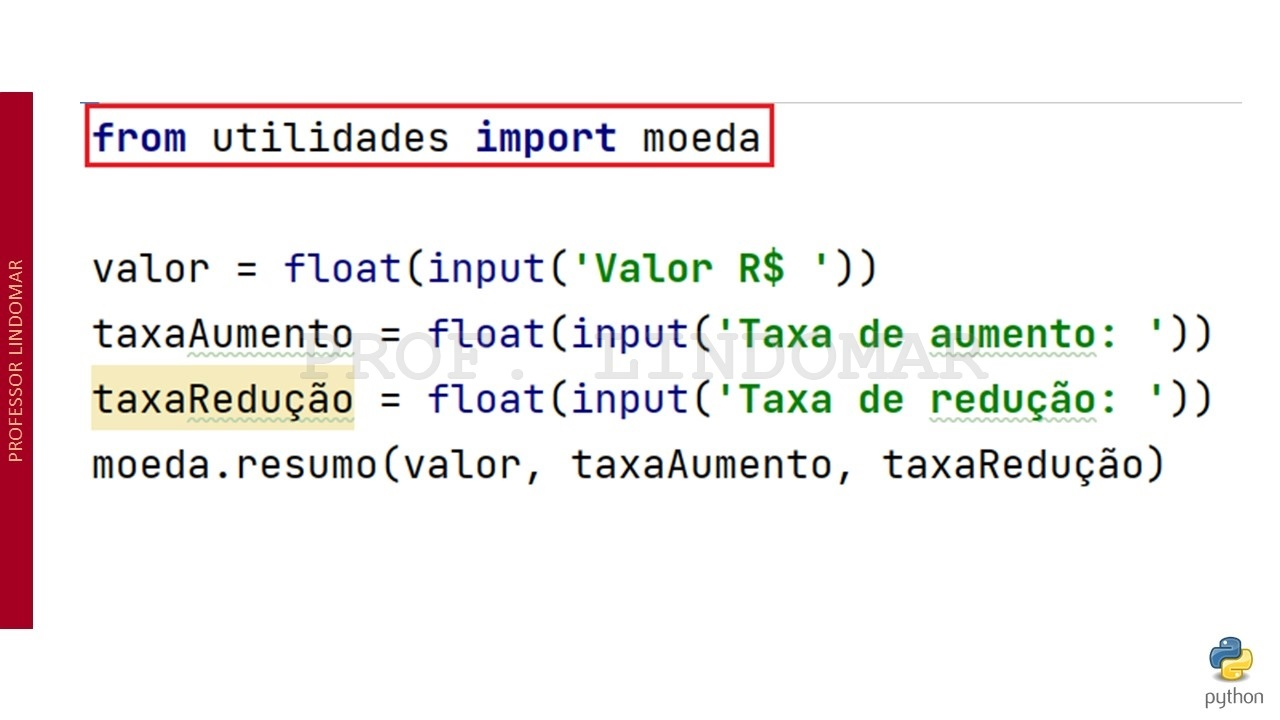 from utilidades import moeda
valor = float(input('Valor R$ '))
taxaAumento = float(input('Taxa de aumento: '))
taxaRedução = float(input('Taxa de redução: '))
moeda.resumo(valor, taxaAumento, taxaRedução)
PROF. LINDOMAR
PROFESSOR LINDOMAR
python